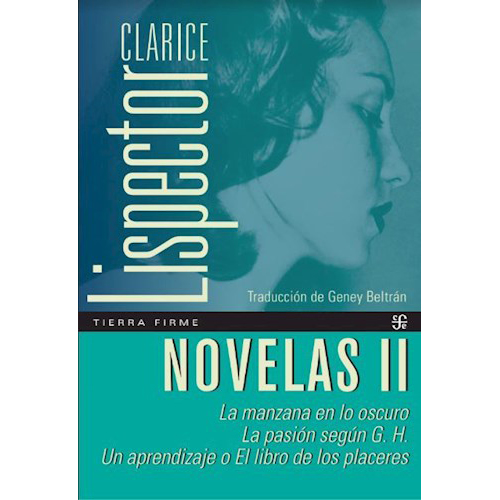 CLARICE
Lispector
Traducción de Geney Beltrán
TIERRA FIRME
cfe
NOVELAS II
La manzana en lo oscuro
La pasión según G. H.
Un aprendizaje o El libro de los placeres